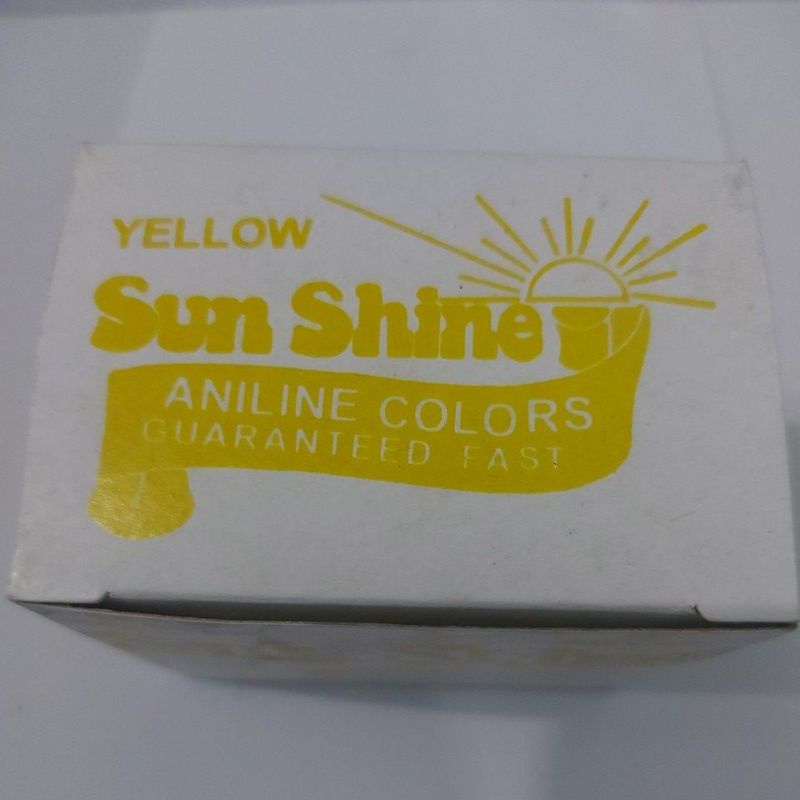 YELLOW
Sun Shine
ANILINE COLORS
GUARANTEED FAST